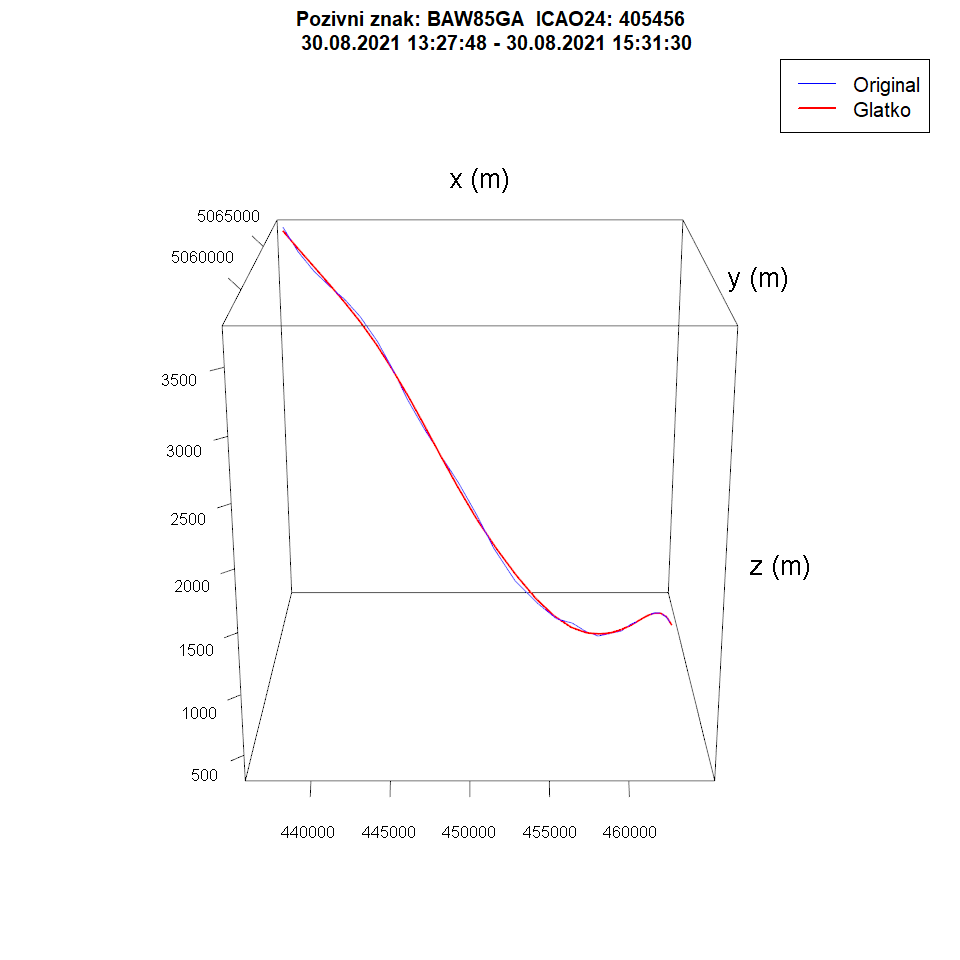 Pozivni znak: BAW85GA  ICAO24: 405456
30.08.2021 13:27:48 - 30.08.2021 15:31:30
Original
Glatko
x (m)
5065000
5060000
y (m)
3500
3000
2500
2000
1500
1000
500
z (m)
440000 445000 450000 455000 460000